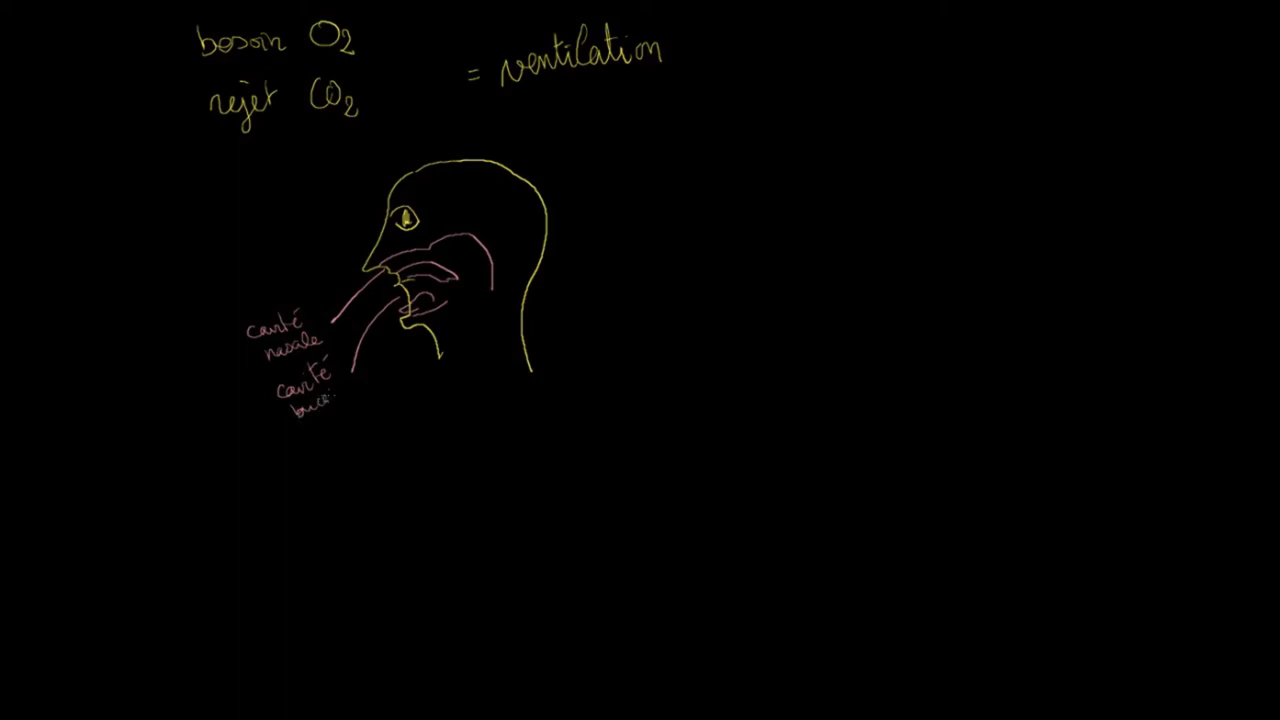 besoin O2
= ventilation
rejet CO2
cavité
nasale
cavité